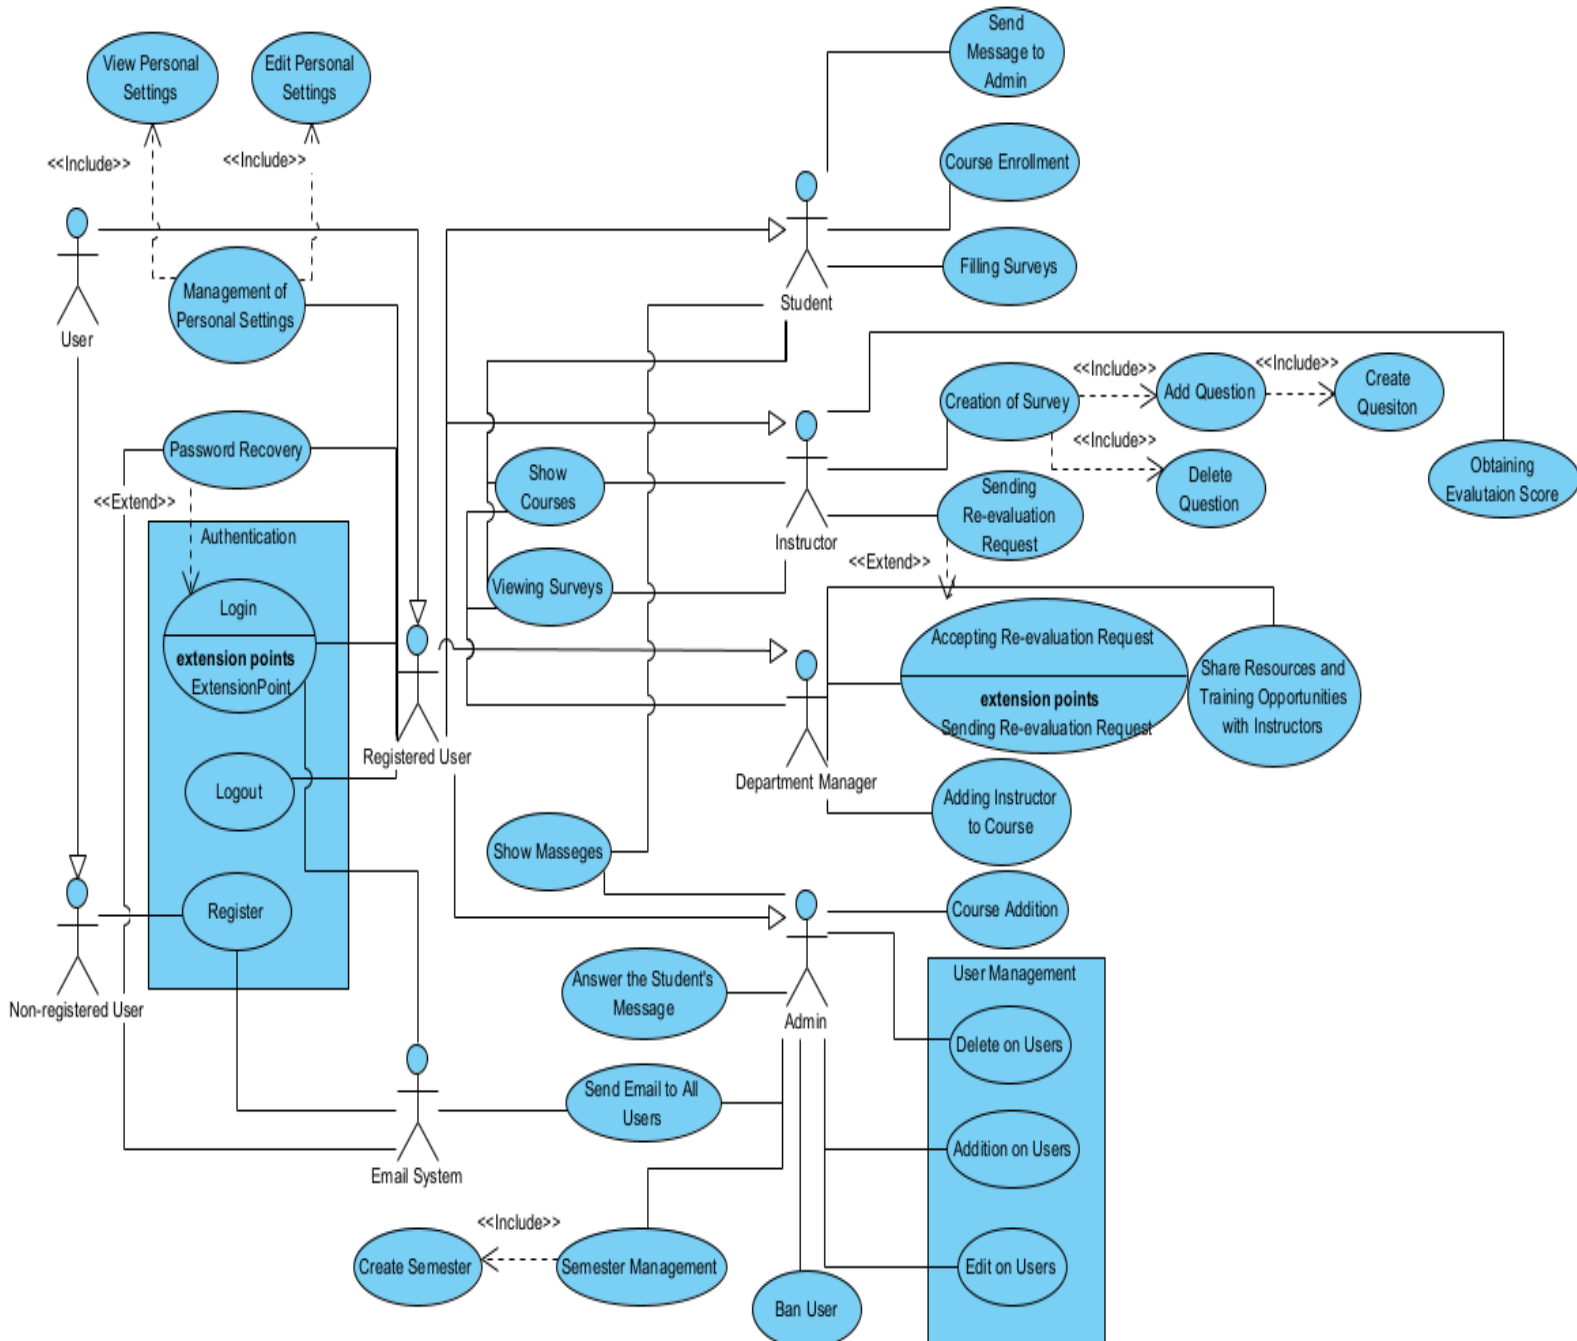 Send
Message to
Admin
View Personal
Settings
Edit Personal
Settings
<<Include>>
<<Include>>
Course Enrollment
Filling Surveys
Student
User
Management of
Personal Settings
<<Include>>
<<Include>>
Creation of Survey
Add Question
Create
Quesiton
<<Include>>
Delete
Question
Obtaining
Evalutaion Score
Password Recovery
<<Extend>>
Show
Courses
Instructor
Sending
Re-evaluation
Request
<<Extend>>
Viewing Surveys
Authentication
Login
extension points
ExtensionPoint
Logout
Register
Registered User
Department Manager
Accepting Re-evaluation Request
extension points
Sending Re-evaluation Request
Share Resources and
Training Opportunities
with Instructors
Adding Instructor
to Course
Show Masseges
Course Addition
Non-registered User
Answer the Student's
Message
Admin
User Management
Delete on Users
Addition on Users
Edit on Users
Send Email to All
Users
Email System
<<Include>>
Create Semester
Semester Management
Ban User